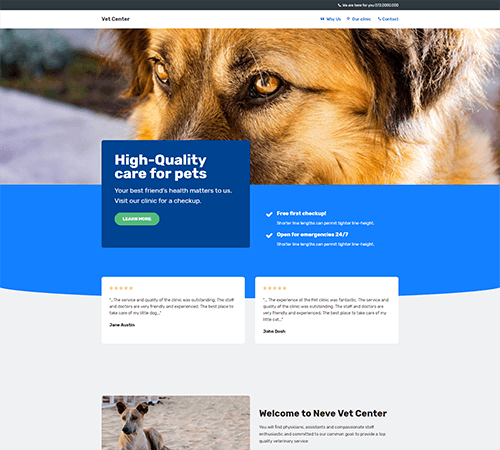 We are here for you 073.0000.000
Vet Center
Why Us
Our clinic
Contact
High-Quality
care for pets
Your best friend's health matters to us.
Visit our clinic for a checkup.
LEARN MORE
Free first checkup!
Shorter line lengths can permit tighter line-height.
Open for emergencies 24/7
Shorter line lengths can permit tighter line-height.
"... The service and quality of the clinic was outstanding. The staff
and doctors are very friendly and experienced. The best place to
take care of my little dog..."
Jane Austin
"... The experience of the Pet clinic was fantastic. The service and
quality of the clinic was outstanding. The staff and doctors are
very friendly and experienced. The best place to take care of my
little cat..."
John Dosh
Welcome to Neve Vet Center
You will find physicians, assistants and compassionate staff
enthusiastic and committed to our common goal: to provide a top
quality veterinary service